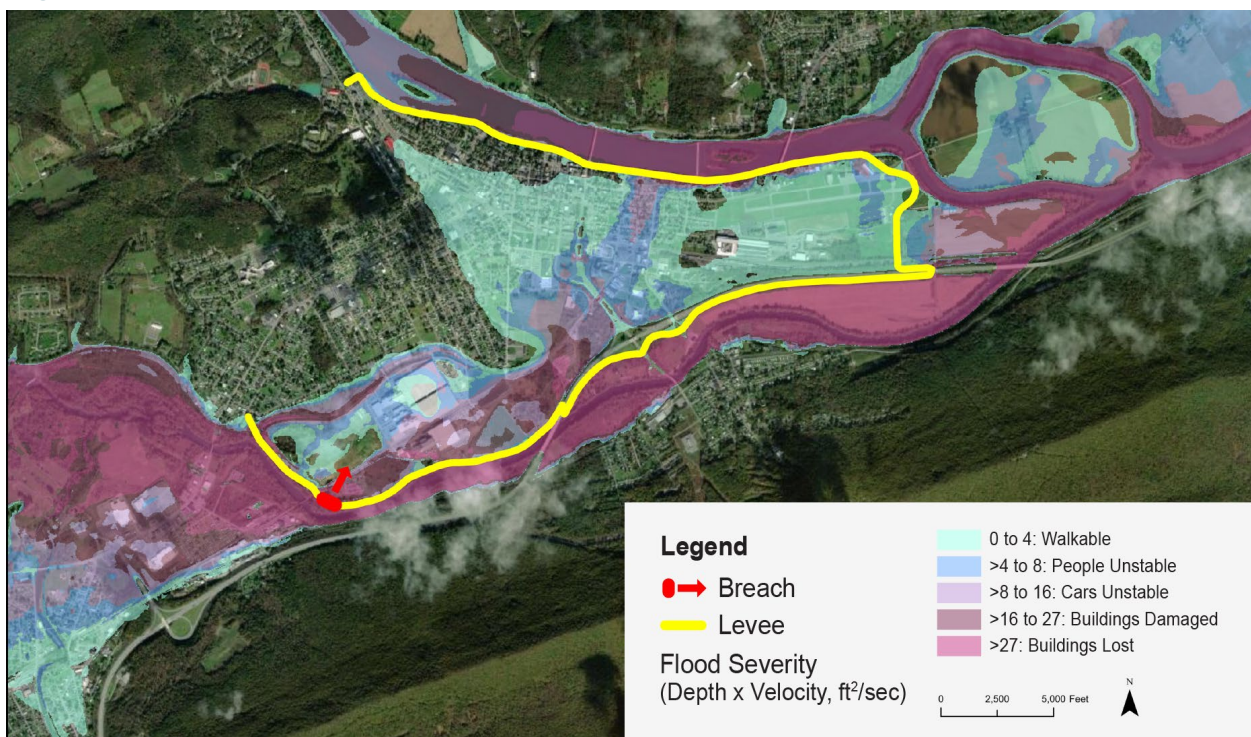 Legend
Breach
Levee
Flood Severity
(Depth x Velocity, ft²/sec)
0 to 4: Walkable
>4 to 8: People Unstable
>8 to 16: Cars Unstable
>16 to 27: Buildings Damaged
>27: Buildings Lost
0 2,500 5,000 Feet
N